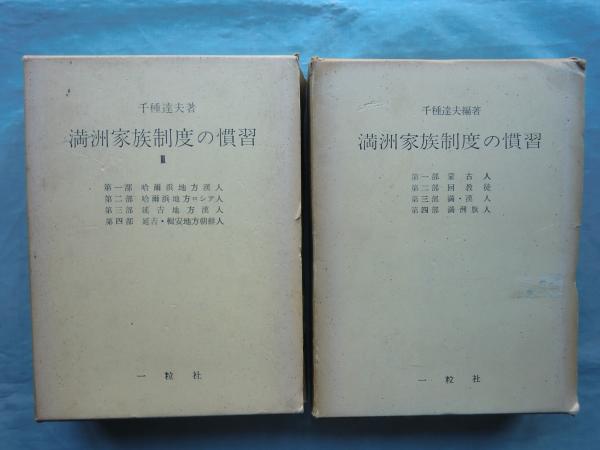 千種達夫著
満洲家族制度の慣習
III
第一部 哈爾浜地方漢人
第二部 哈爾浜地方ロシア人
第三部 延吉地方漢人
第四部 延吉・輯安地方朝鮮人
一粒社
千種達夫編著
満洲家族制度の慣習
第一部 蒙古人
第二部 回教徒
第三部 満・漢人
第四部 満洲族人
一粒社